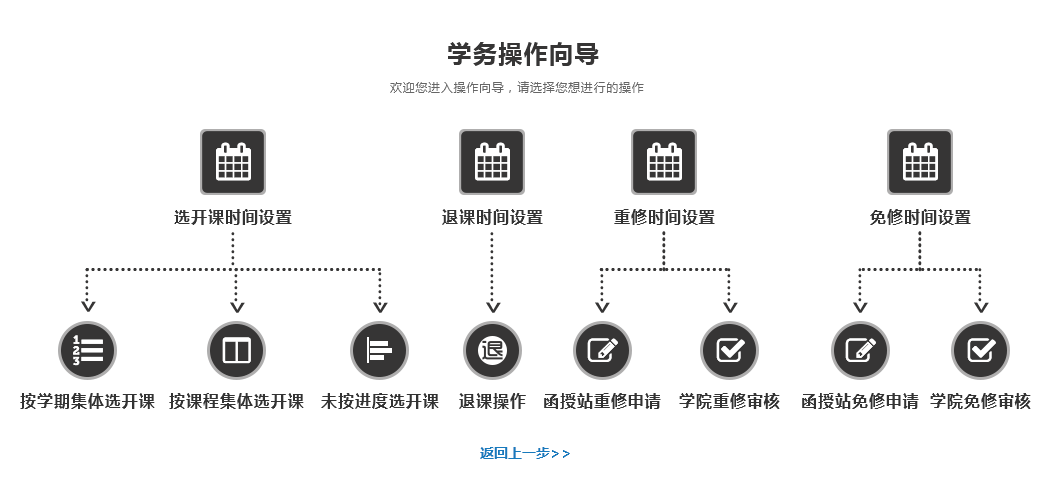 学务操作向导
欢迎您进入操作向导，请选择您想进行的操作
选开课时间设置 退课时间设置 重修时间设置 免修时间设置
1
2
3
退
按学期集体选开课 按课程集体选开课 未按进度选开课 退课操作 函授站重修申请 学院重修审核 函授站免修申请 学院免修审核
返回上一步>>